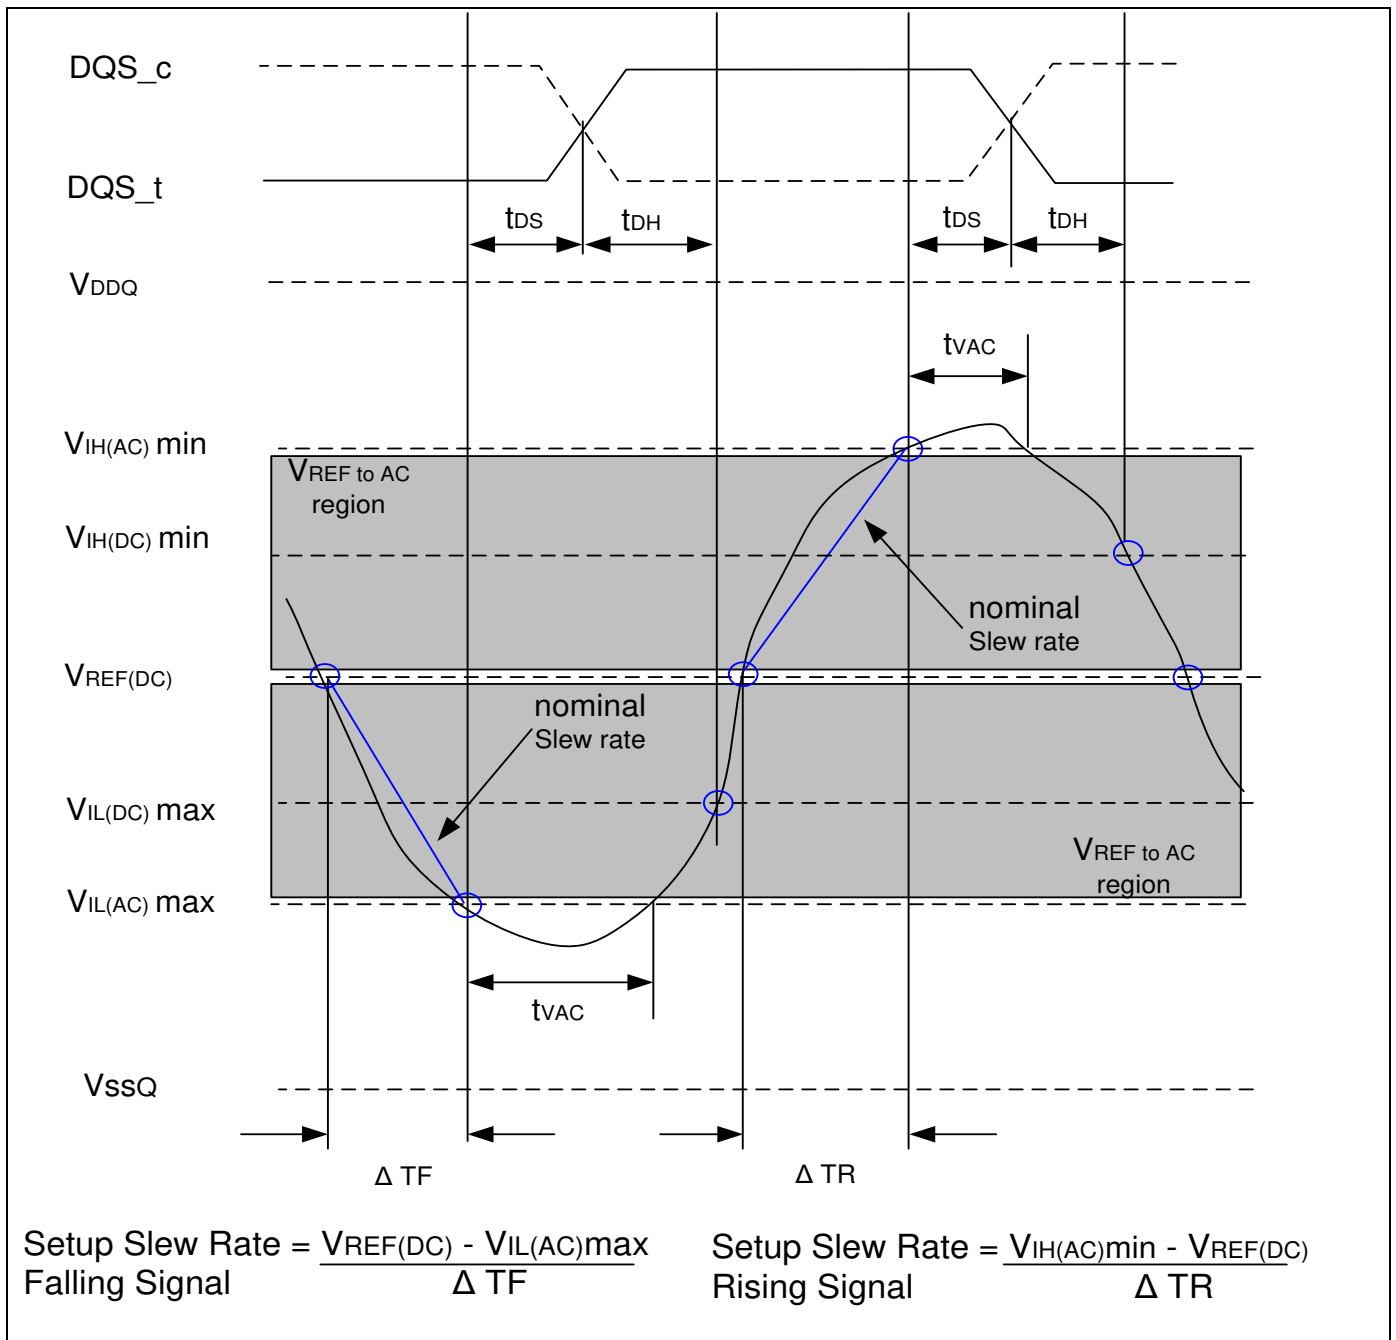 DQS_c
DQS_t
tDS
tDH
tDS
tDH
VDDQ
tVAC
VIH(AC) min
VREF to AC
region
VIH(DC) min
nominal
Slew rate
VREF(DC)
nominal
Slew rate
VIL(DC) max
VREF to AC
region
VIL(AC) max
tVAC
VssQ
Δ TF
Δ TR
Setup Slew Rate = VREF(DC) - VIL(AC)max
Falling Signal Δ TF
Setup Slew Rate = VIH(AC)min - VREF(DC)
Rising Signal Δ TR